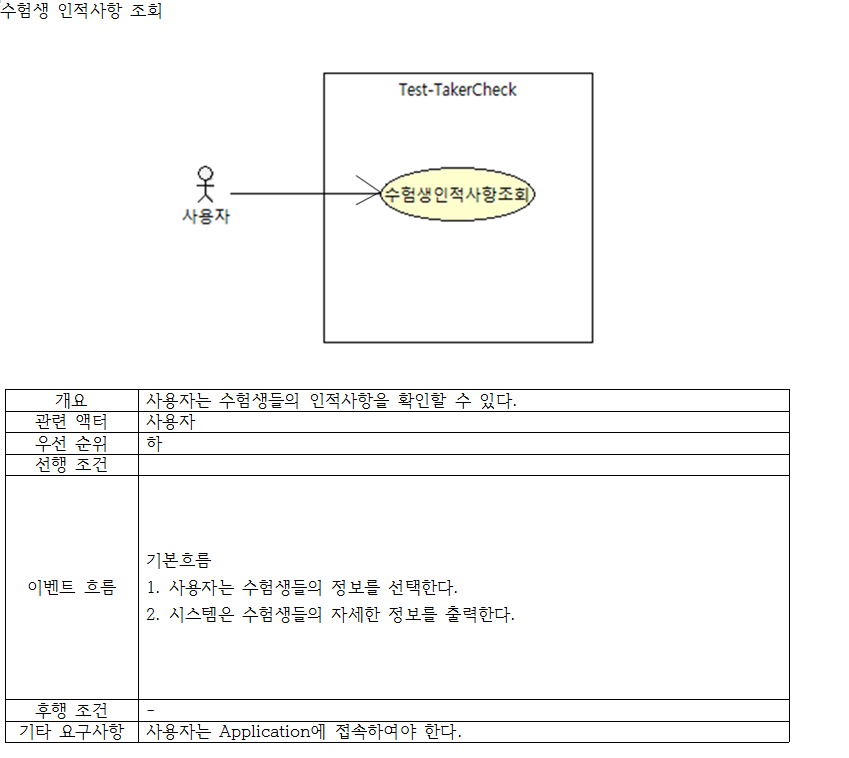 수험생 인적사항 조회
Test-TakerCheck
수험생인적사항조회
사용자
개요 사용자는 수험생들의 인적사항을 확인할 수 있다.
관련 액터 사용자
우선 순위 하
선행 조건
이벤트 흐름
기본흐름
1. 사용자는 수험생들의 정보를 선택한다.
2. 시스템은 수험생들의 자세한 정보를 출력한다.
후행 조건 -
기타 요구사항 사용자는 Application에 접속하여야 한다.